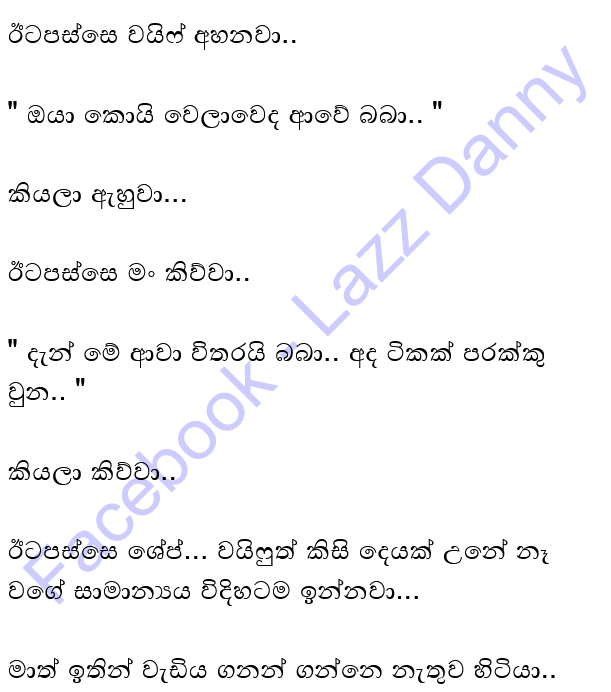 ඊටපස්සෙ වයිෆ් අහනවා..
" ඔයා කොයි වෙලාවෙද ආවේ බබා.. "
කියලා ඇහුවා...
ඊටපස්සෙ මං කිව්වා..
" දැන් මේ ආවා විතරයි බබා.. අද ටිකක් පරක්කු
වුන.. "
කියලා කිව්වා..
ඊටපස්සෙ ශේප්... වයිෆුත් කිසි දෙයක් උනේ නෑ
වගේ සාමාන්‍යය විදිහටම ඉන්නවා...
මාත් ඉතින් වැඩිය ගනන් ගන්නෙ නැතුව හිටියා..
Facebook - Lazz Danny